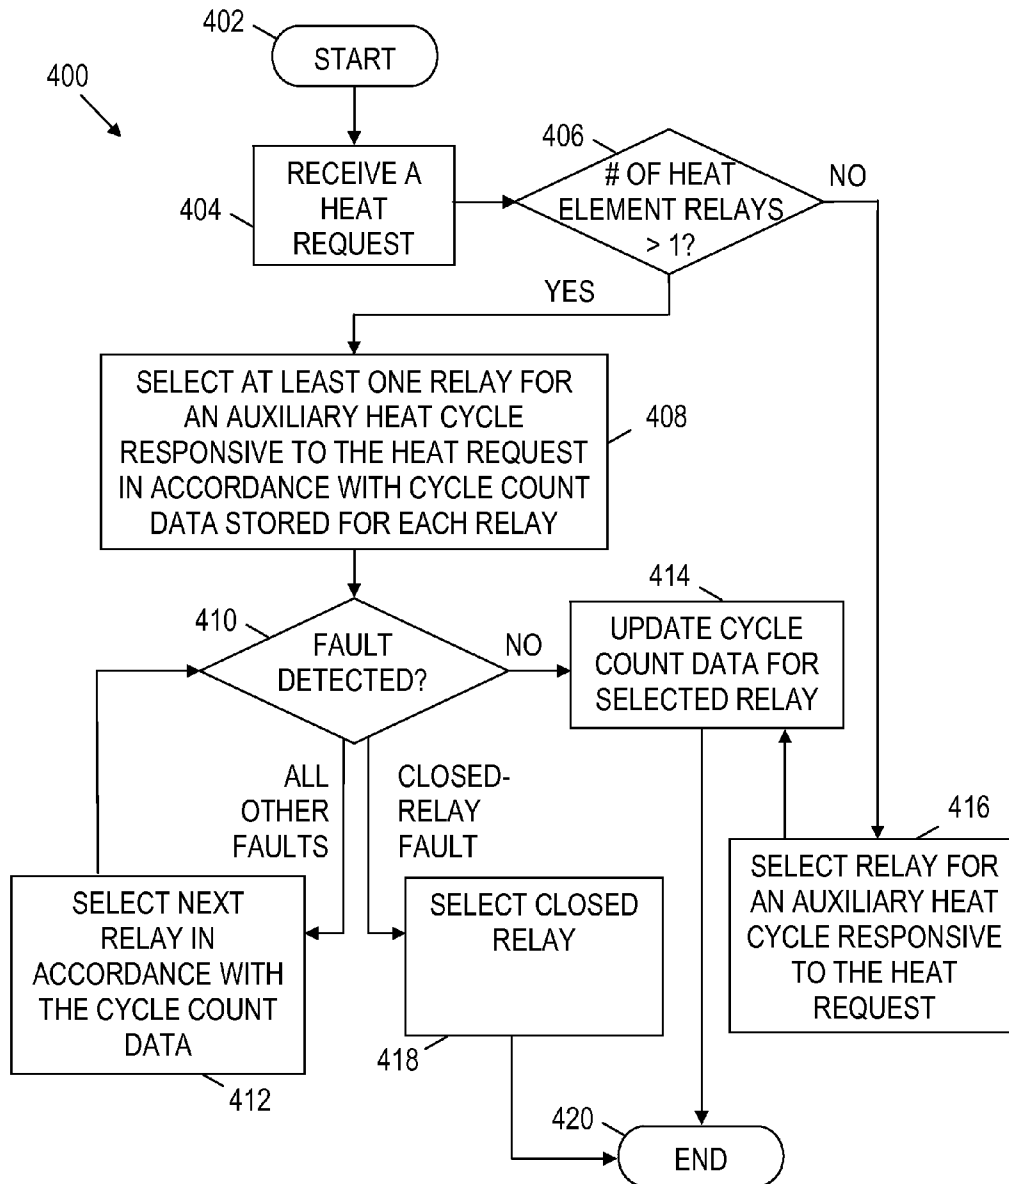 402
START
400
404
RECEIVE A
HEAT
REQUEST
406
# OF HEAT
ELEMENT RELAYS
> 1?
NO
YES
SELECT AT LEAST ONE RELAY FOR
AN AUXILIARY HEAT CYCLE
RESPONSIVE TO THE HEAT REQUEST
IN ACCORDANCE WITH CYCLE COUNT
DATA STORED FOR EACH RELAY
408
410
FAULT
DETECTED?
NO
414
UPDATE CYCLE
COUNT DATA FOR
SELECTED RELAY
ALL
OTHER
FAULTS
CLOSED-
RELAY
FAULT
416
SELECT RELAY FOR
AN AUXILIARY HEAT
CYCLE RESPONSIVE
TO THE HEAT
REQUEST
SELECT NEXT
RELAY IN
ACCORDANCE WITH
THE CYCLE COUNT
DATA
412
SELECT CLOSED
RELAY
418
420
END